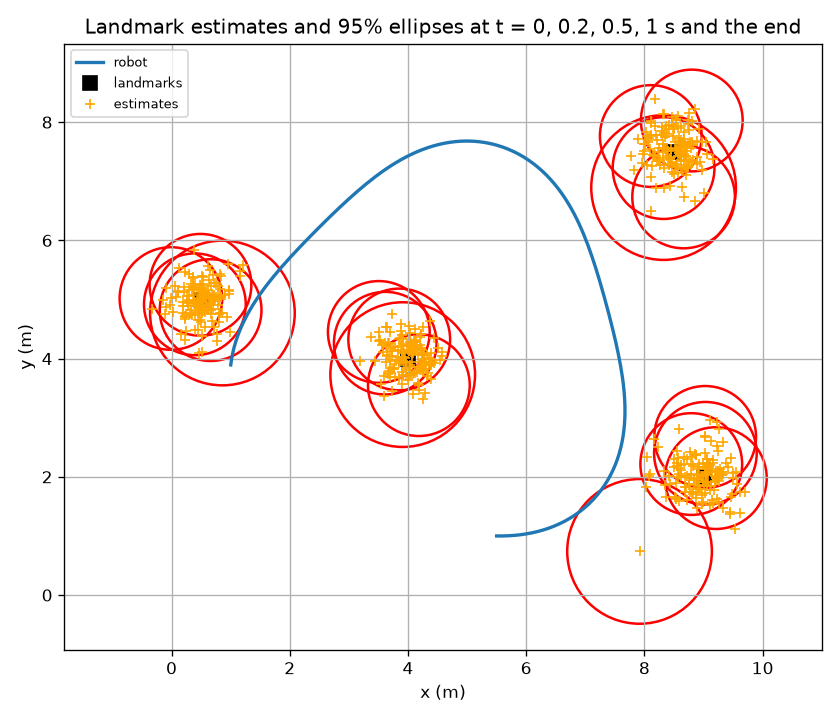 Landmark estimates and 95% ellipses at t = 0, 0.2, 0.5, 1 s and the end
robot
landmarks
estimates
y (m)
8
6
4
2
0
0 2 4 6 8 10
x (m)